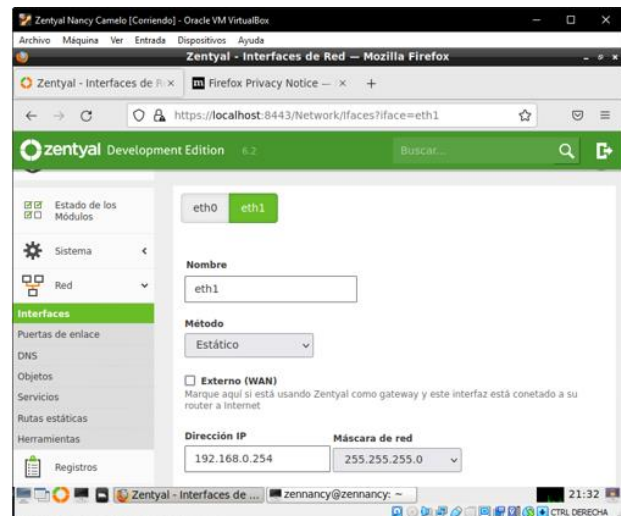 Zentyal Nancy Camelo [Corriendo] - Oracle VM VirtualBox
Archivo Máquina Ver Entrada Dispositivos Ayuda
Zentyal - Interfaces de Red — Mozilla Firefox
Zentyal - Interfaces de R
Firefox Privacy Notice —
https://localhost:8443/Network/Ifaces?iface=eth1
zentyal Development Edition 6.2
Buscar...
Estado de los
Módulos
Sistema
Red
Interfaces
Puertas de enlace
DNS
Objetos
Servicios
Rutas estáticas
Herramientas
Registros
eth0 eth1
Nombre
eth1
Método
Estático
Externo (WAN)
Marque aquí si está usando Zentyal como gateway y este interfaz está conetado a su
router a Internet
Dirección IP Máscara de red
192.168.0.254 255.255.255.0
Zentyal - Interfaces de ... zennancy@zennancy: ~ 21:32
CTRL DERECHA